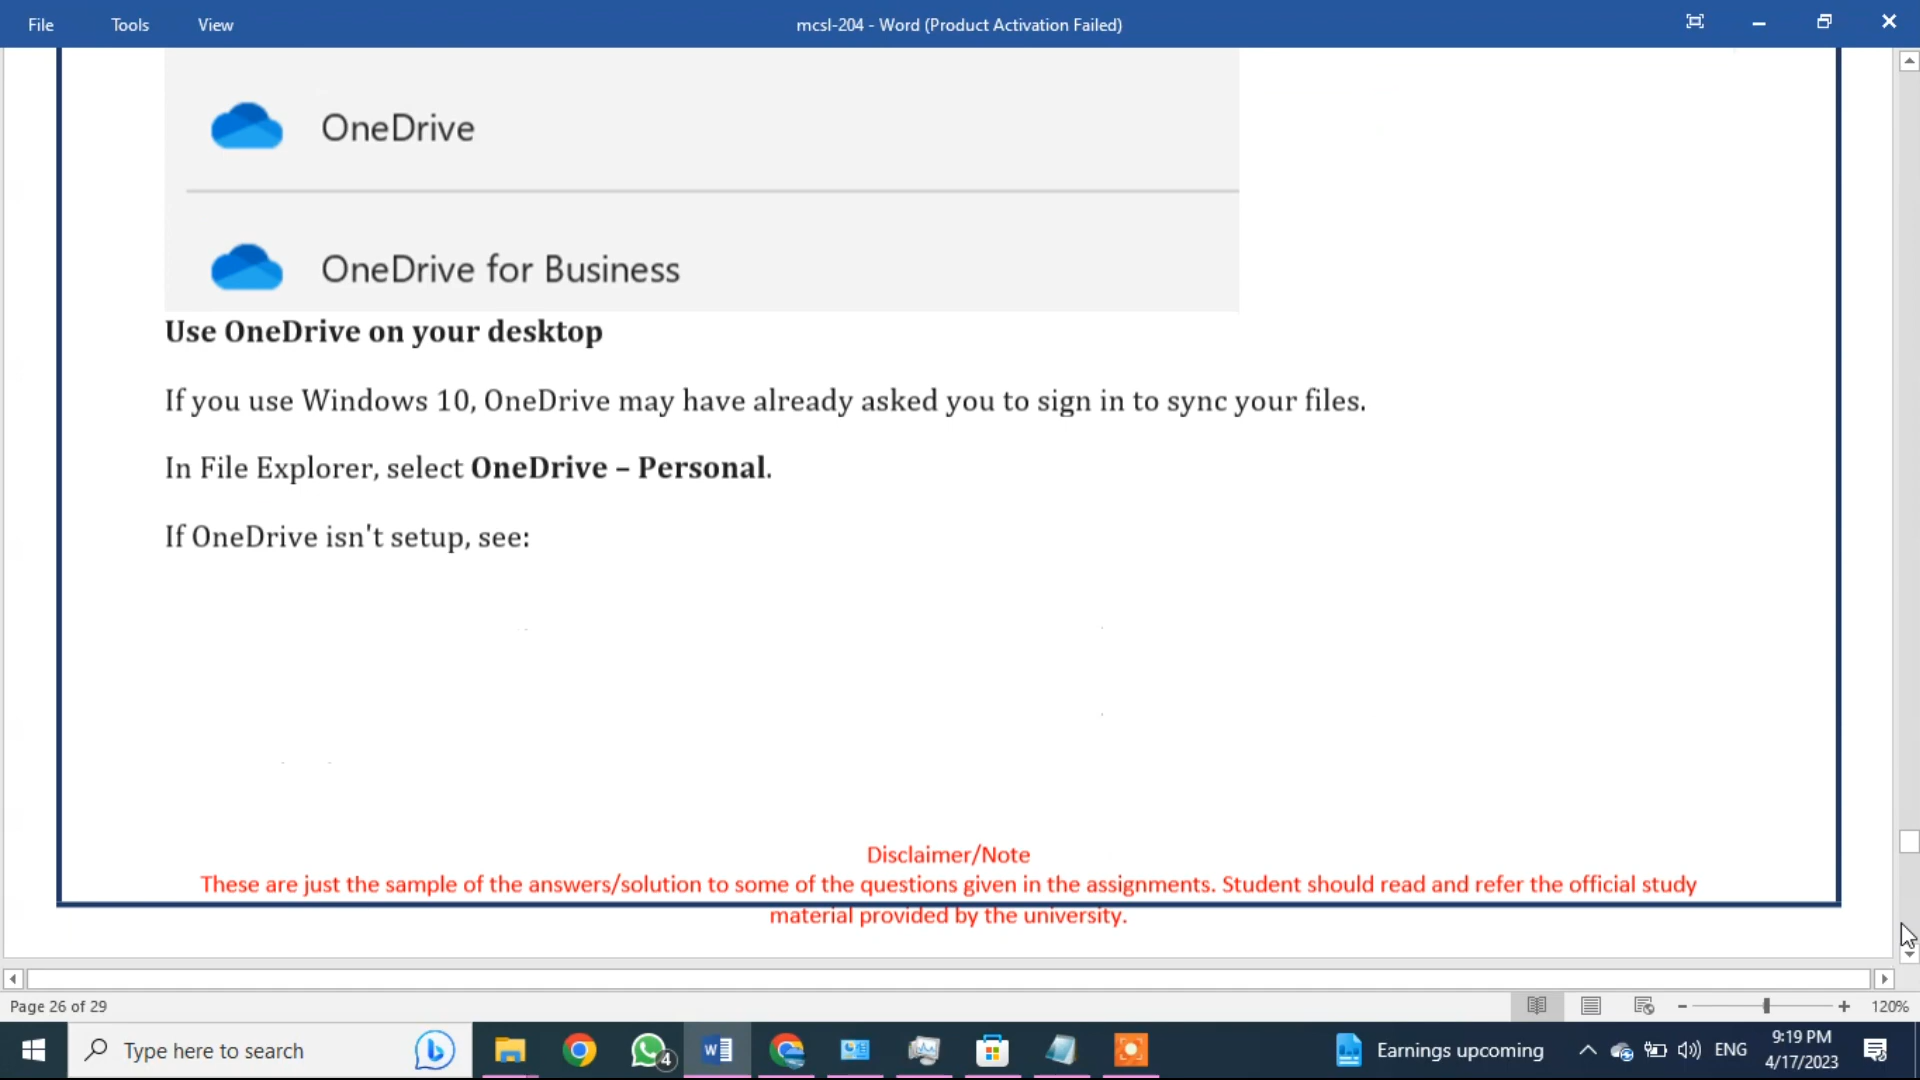 File Tools View mcsl-204 - Word (Product Activation Failed)
OneDrive
OneDrive for Business
Use OneDrive on your desktop
If you use Windows 10, OneDrive may have already asked you to sign in to sync your files.
In File Explorer, select OneDrive – Personal.
If OneDrive isn't setup, see:
Disclaimer/Note
These are just the sample of the answers/solution to some of the questions given in the assignments. Student should read and refer the official study
material provided by the university.
Page 26 of 29 120%
Type here to search 4 Earnings upcoming ENG 9:19 PM
4/17/2023